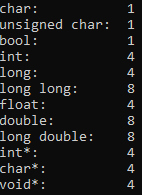 char: 1
unsigned char: 1
bool: 1
int: 4
long: 4
long long: 8
float: 4
double: 8
long double: 8
int*: 4
char*: 4
void*: 4